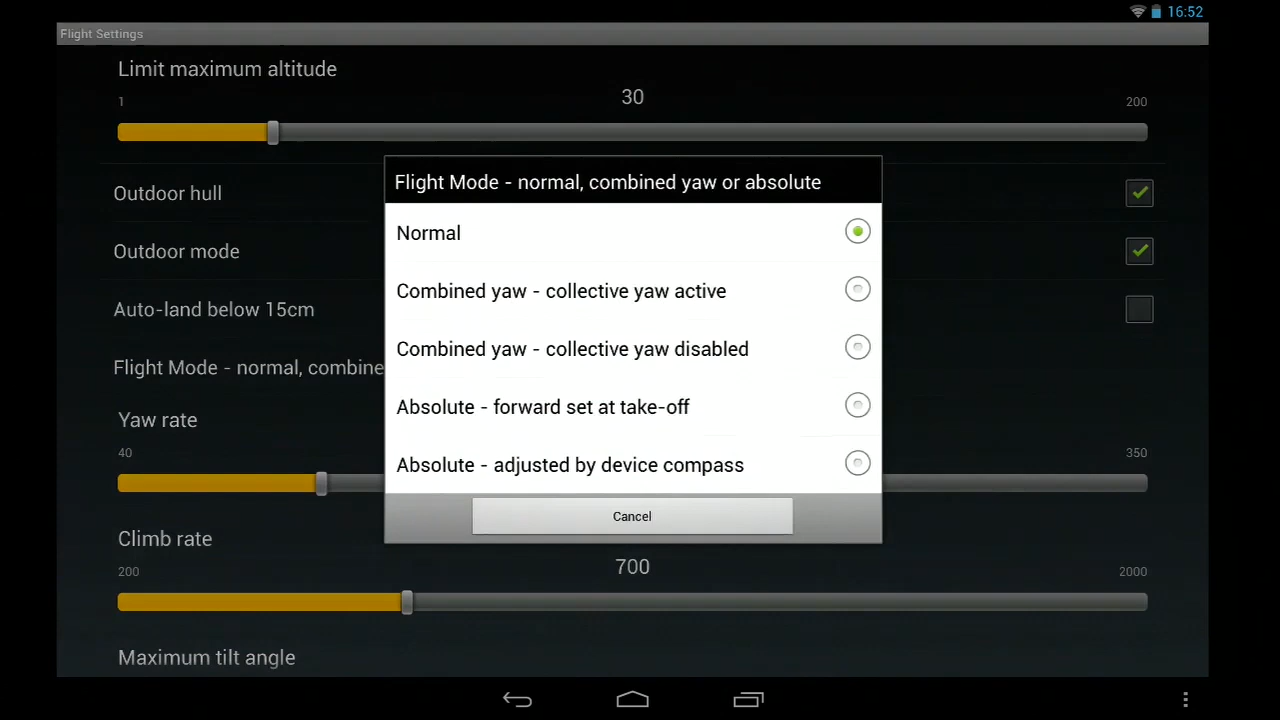 16:52
Flight Settings
Limit maximum altitude
30
1
200
Flight Mode - normal, combined yaw or absolute
Outdoor hull
Normal
Outdoor mode
Combined yaw - collective yaw active
Auto-land below 15cm
Combined yaw - collective yaw disabled
Flight Mode - normal, combine
Absolute - forward set at take-off
Yaw rate
40
350
Absolute - adjusted by device compass
Cancel
Climb rate
700
200
2000
Maximum tilt angle